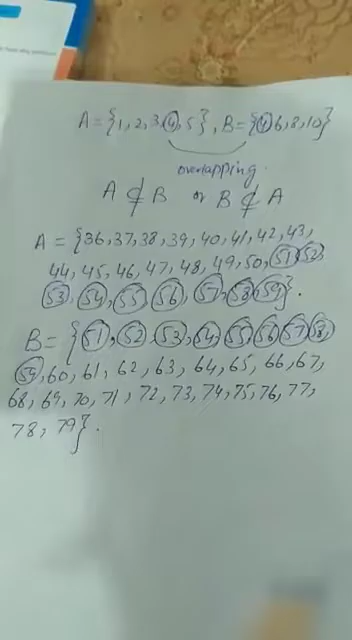 A = {1, 2, 3, 4, 5}, B = {4, 6, 8, 10}
overlapping.
A ⊄ B or B ⊄ A
A = {36, 37, 38, 39, 40, 41, 42, 43,
44, 45, 46, 47, 48, 49, 50, 51, 52,
53, 54, 55, 56, 57, 58, 59}.
B = {51, 52, 53, 54, 55, 56, 57, 58,
59, 60, 61, 62, 63, 64, 65, 66, 67,
68, 69, 70, 71, 72, 73, 74, 75, 76, 77,
78, 79}.